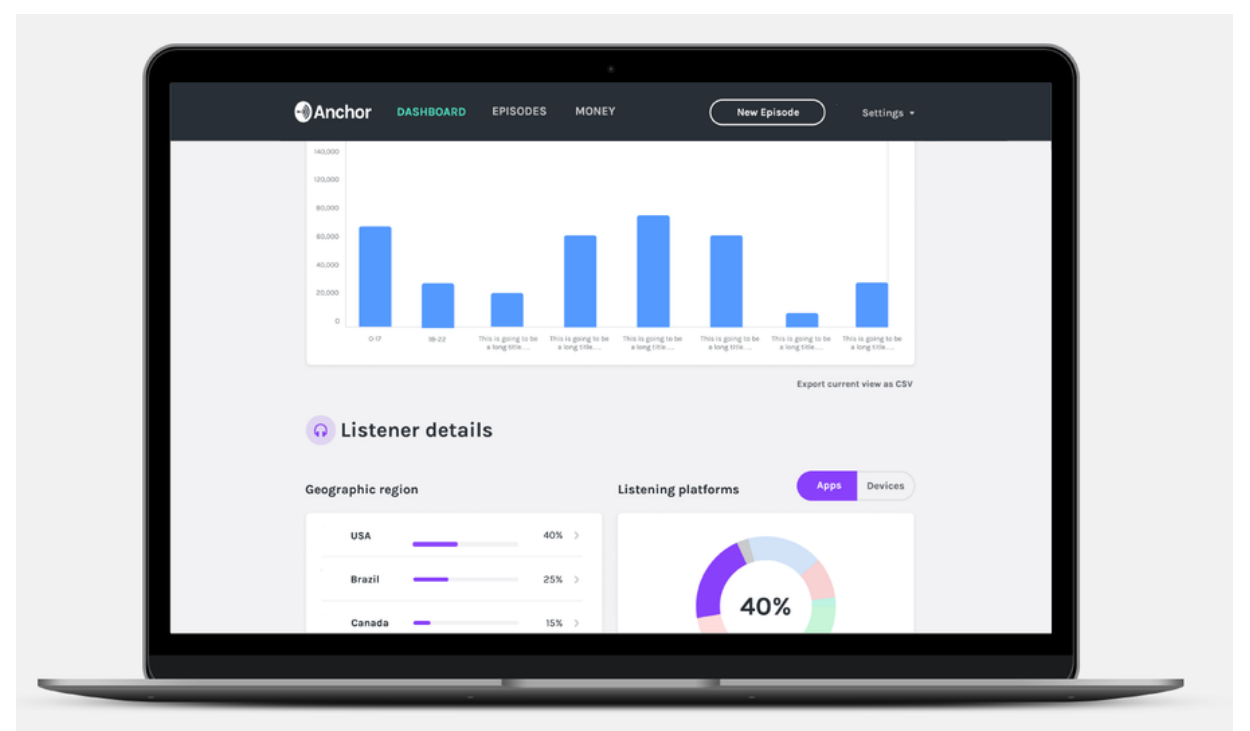 Anchor
DASHBOARD
EPISODES
MONEY
New Episode
Settings
140,000
120,000
80,000
60,000
40,000
20,000
0
0-17
18-22
This is going to be
a long title....
This is going to be
a long title....
This is going to be
a long title....
This is going to be
a long title....
This is going to be
a long title....
This is going to be
a long title....
Export current view as CSV
Listener details
Geographic region
Listening platforms
Apps
Devices
USA
40%
Brazil
25%
Canada
15%
40%